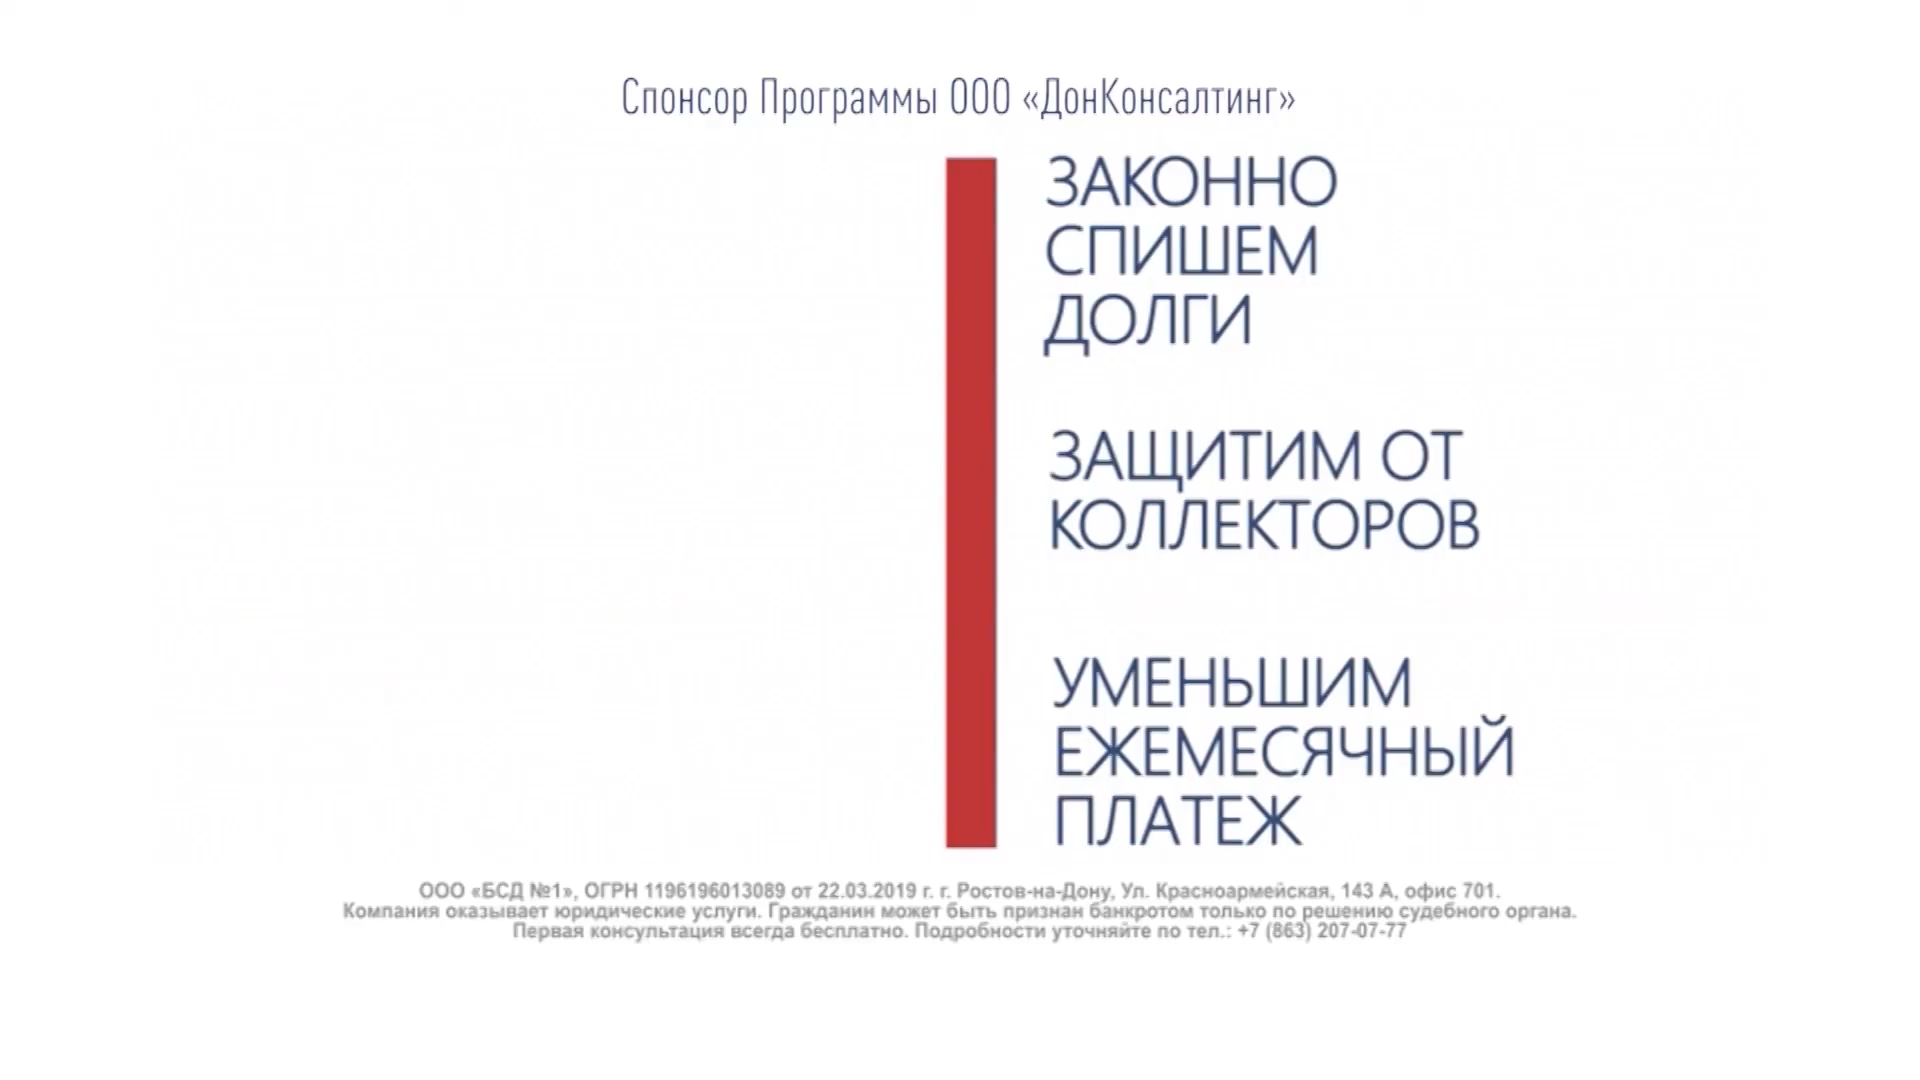 Спонсор Программы ООО «ДонКонсалтинг»
ЗАКОННО
СПИШЕМ
ДОЛГИ
ЗАЩИТИМ ОТ
КОЛЛЕКТОРОВ
УМЕНЬШИМ
ЕЖЕМЕСЯЧНЫЙ
ПЛАТЕЖ
ООО «БСД №1», ОГРН 1196196013089 от 22.03.2019 г. г. Ростов-на-Дону, Ул. Красноармейская, 143 А, офис 701.
Компания оказывает юридические услуги. Гражданин может быть признан банкротом только по решению судебного органа.
Первая консультация всегда бесплатно. Подробности уточняйте по тел.: +7 (863) 207-07-77